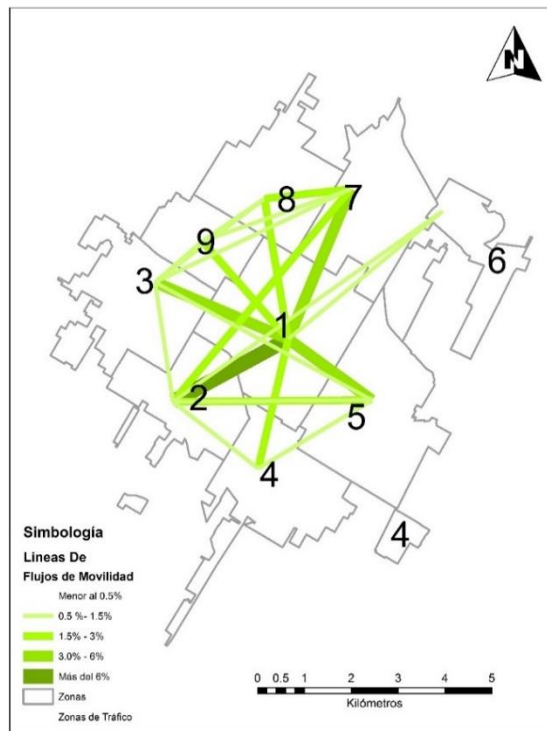 N
8
7
9
6
3
1
2
5
4
4
Simbología
Lineas De
Flujos de Movilidad
Menor al 0.5%
0.5 %- 1.5%
1.5% - 3%
3.0% - 6%
Más del 6%
Zonas
Zonas de Tráfico
0 0.5 1 2 3 4 5
Kilómetros